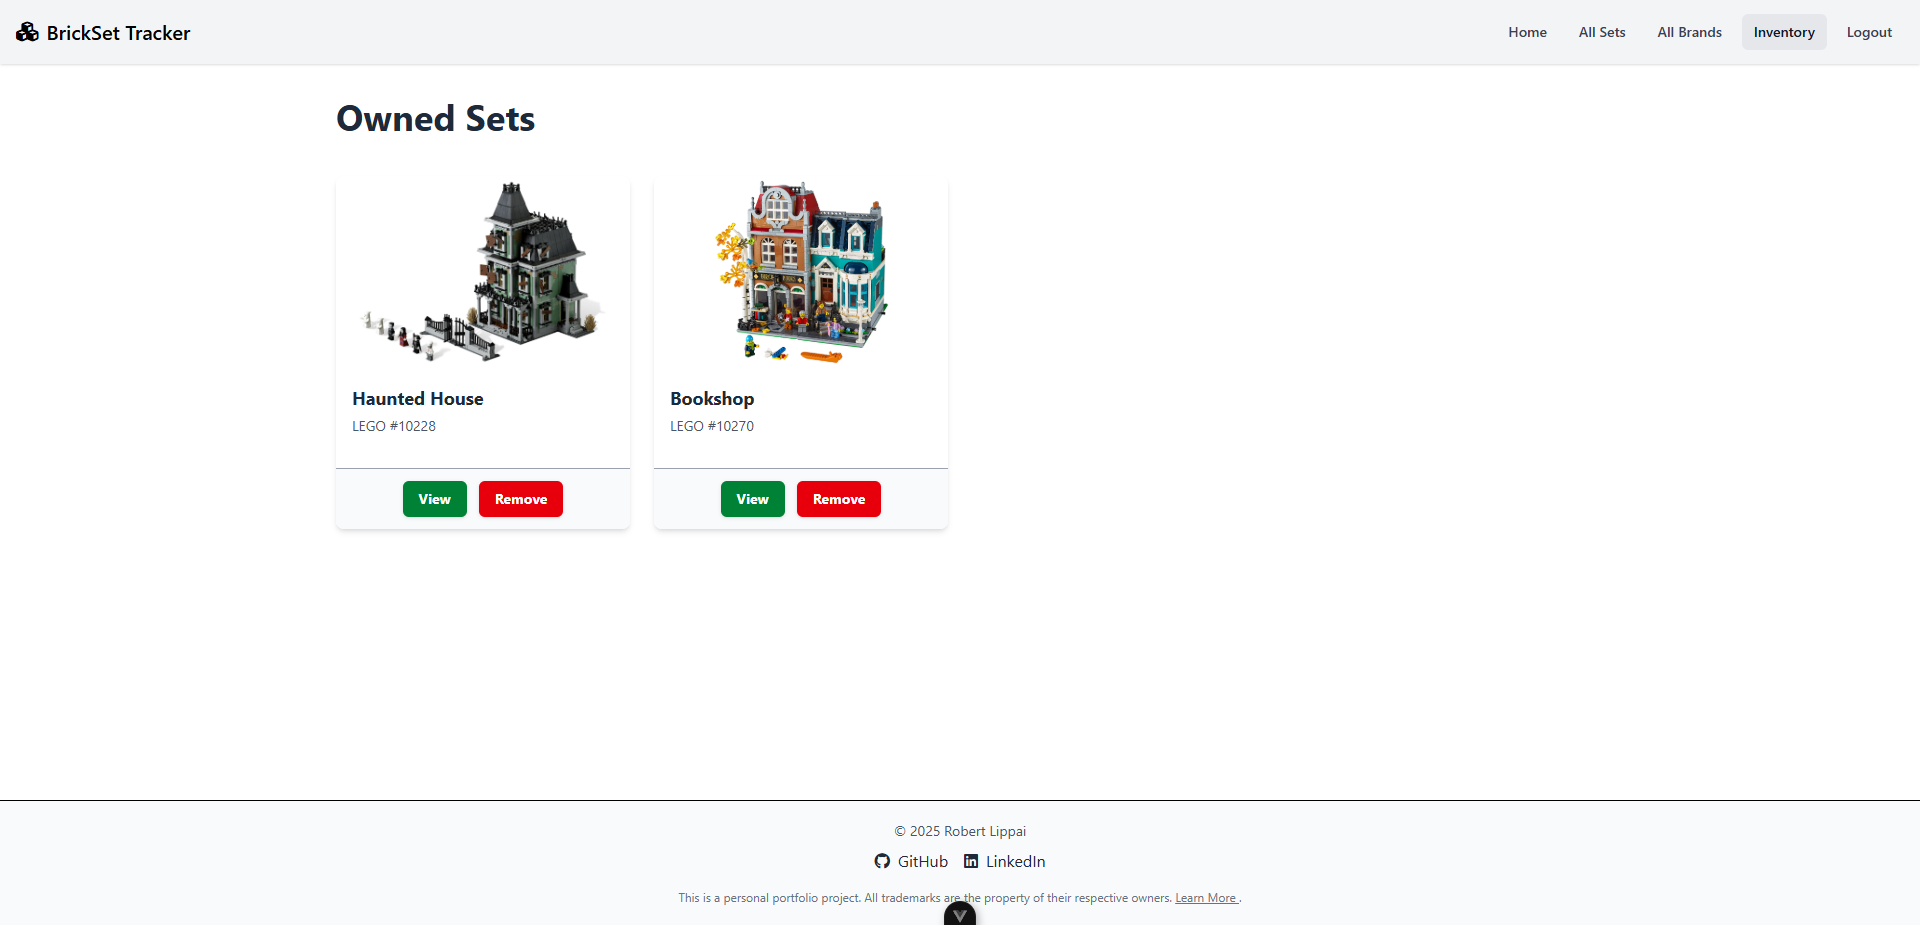 BrickSet Tracker
Home
All Sets
All Brands
Inventory
Logout
Owned Sets
Haunted House
LEGO #10228
View
Remove
Bookshop
LEGO #10270
View
Remove
© 2025 Robert Lippai
GitHub
LinkedIn
This is a personal portfolio project. All trademarks are the property of their respective owners. Learn More .